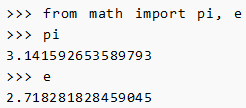 >>> from math import pi, e
>>> pi
3.141592653589793
>>> e
2.718281828459045